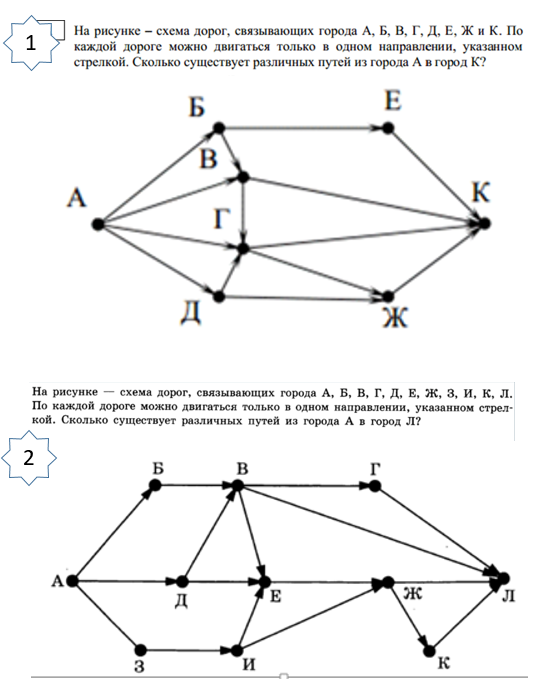 1
На рисунке – схема дорог, связывающих города А, Б, В, Г, Д, Е, Ж и К. По
каждой дороге можно двигаться только в одном направлении, указанном
стрелкой. Сколько существует различных путей из города А в город К?
Б
Е
В
А
К
Г
Д
Ж
На рисунке — схема дорог, связывающих города А, Б, В, Г, Д, Е, Ж, З, И, К, Л.
По каждой дороге можно двигаться только в одном направлении, указанном стрел-
кой. Сколько существует различных путей из города А в город Л?
2
Б
В
Г
А
Д
Е
Ж
Л
З
И
К